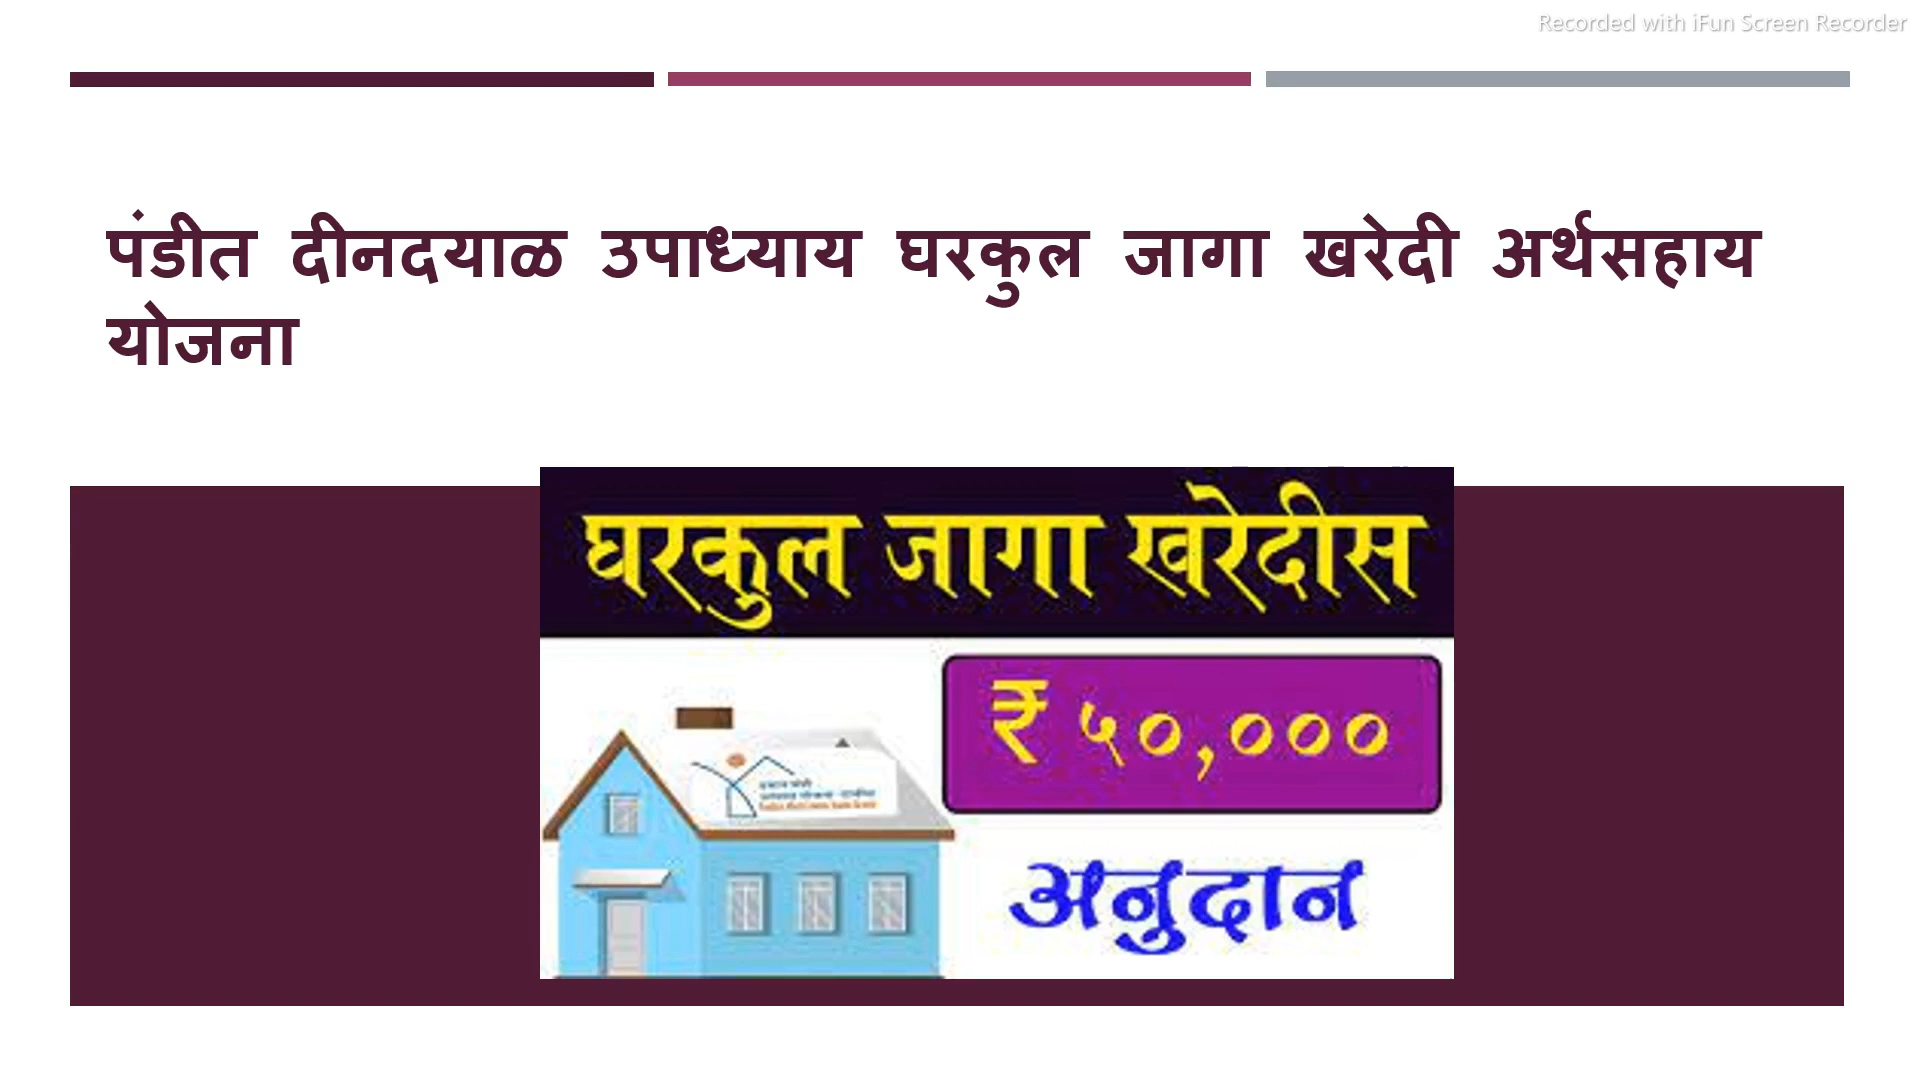 Recorded with iFun Screen Recorder
पंडीत दीनदयाळ उपाध्याय घरकुल जागा खरेदी अर्थसहाय
योजना
घरकुल जागा खरेदीस
₹ ५०,०००
अनुदान